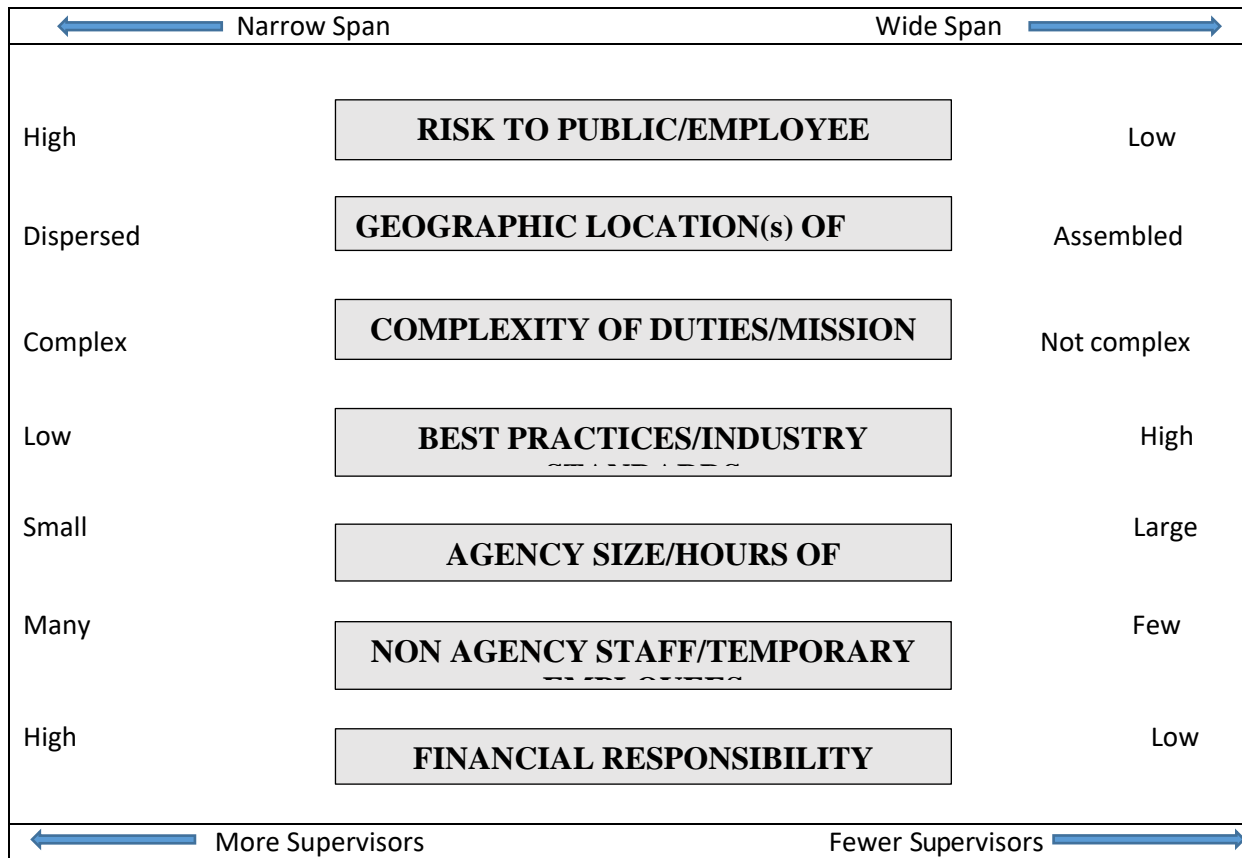 Narrow Span Wide Span
RISK TO PUBLIC/EMPLOYEE
High Low
GEOGRAPHIC LOCATION(s) OF
Dispersed Assembled
COMPLEXITY OF DUTIES/MISSION
Complex Not complex
Low BEST PRACTICES/INDUSTRY High
Small Large
AGENCY SIZE/HOURS OF
Many Few
NON AGENCY STAFF/TEMPORARY
High Low
FINANCIAL RESPONSIBILITY
More Supervisors Fewer Supervisors